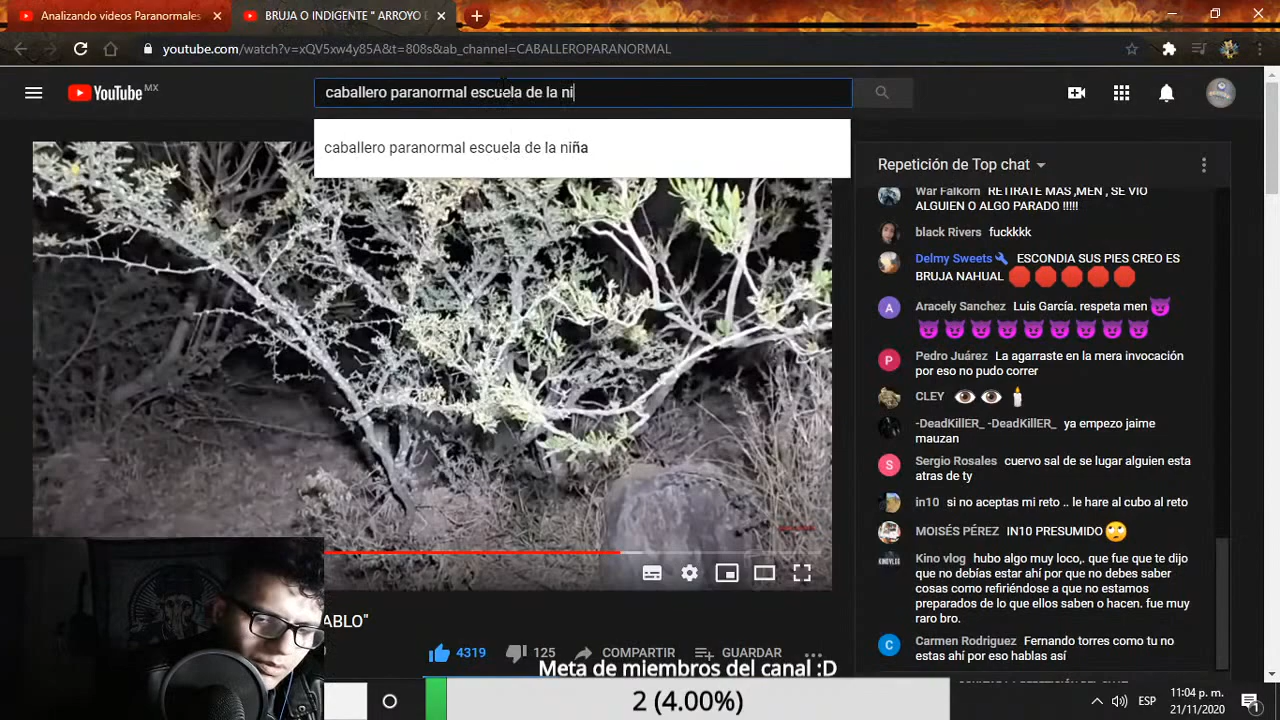 Analizando videos Paranormales
BRUJA O INDIGENTE " ARROYO
youtube.com/watch?v=xQV5xw4y85A&t=808s&ab_channel=CABALLEROPARANORMAL
YouTube MX
caballero paranormal escuela de la ni
caballero paranormal escuela de la niña
Repetición de Top chat
War Falkorn RETIRATE MAS ,MEN , SE VIO
ALGUIEN O ALGO PARADO !!!!!
black Rivers fuckkkk
Delmy Sweets ESCONDIA SUS PIES CREO ES
BRUJA NAHUAL 🛑🛑🛑🛑🛑
Aracely Sanchez Luis García. respeta men 😈
😈😈😈😈😈😈😈😈😈
Pedro Juárez La agarraste en la mera invocación
por eso no pudo correr
CLEY 👁️👁️🕯️
-DeadKillER_ -DeadKillER_ ya empezo jaime
mauzan
Sergio Rosales cuervo sal de se lugar alguien esta
atras de ty
in10 si no aceptas mi reto .. le hare al cubo al reto
MOISÉS PÉREZ IN10 PRESUMIDO 🙄
Kino vlog hubo algo muy loco,. que fue que te dijo
que no debías estar ahí por que no debes saber
cosas como refiriéndose a que no estamos
preparados de lo que ellos saben o hacen. fue muy
raro bro.
Carmen Rodriguez Fernando torres como tu no
estas ahí por eso hablas así
ABLO"
4319 125 COMPARTIR GUARDAR
Meta de miembros del canal :D
2 (4.00%)
ESP
11:04 p. m.
21/11/2020